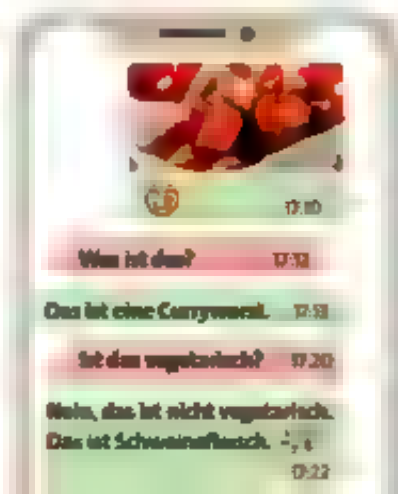 17:10
Was ist das? 17:12
Das ist eine Currywurst. 17:13
Ist das vegetarisch? 17:20
Nein, das ist nicht vegetarisch.
Das ist Schweinefleisch. :
17:22